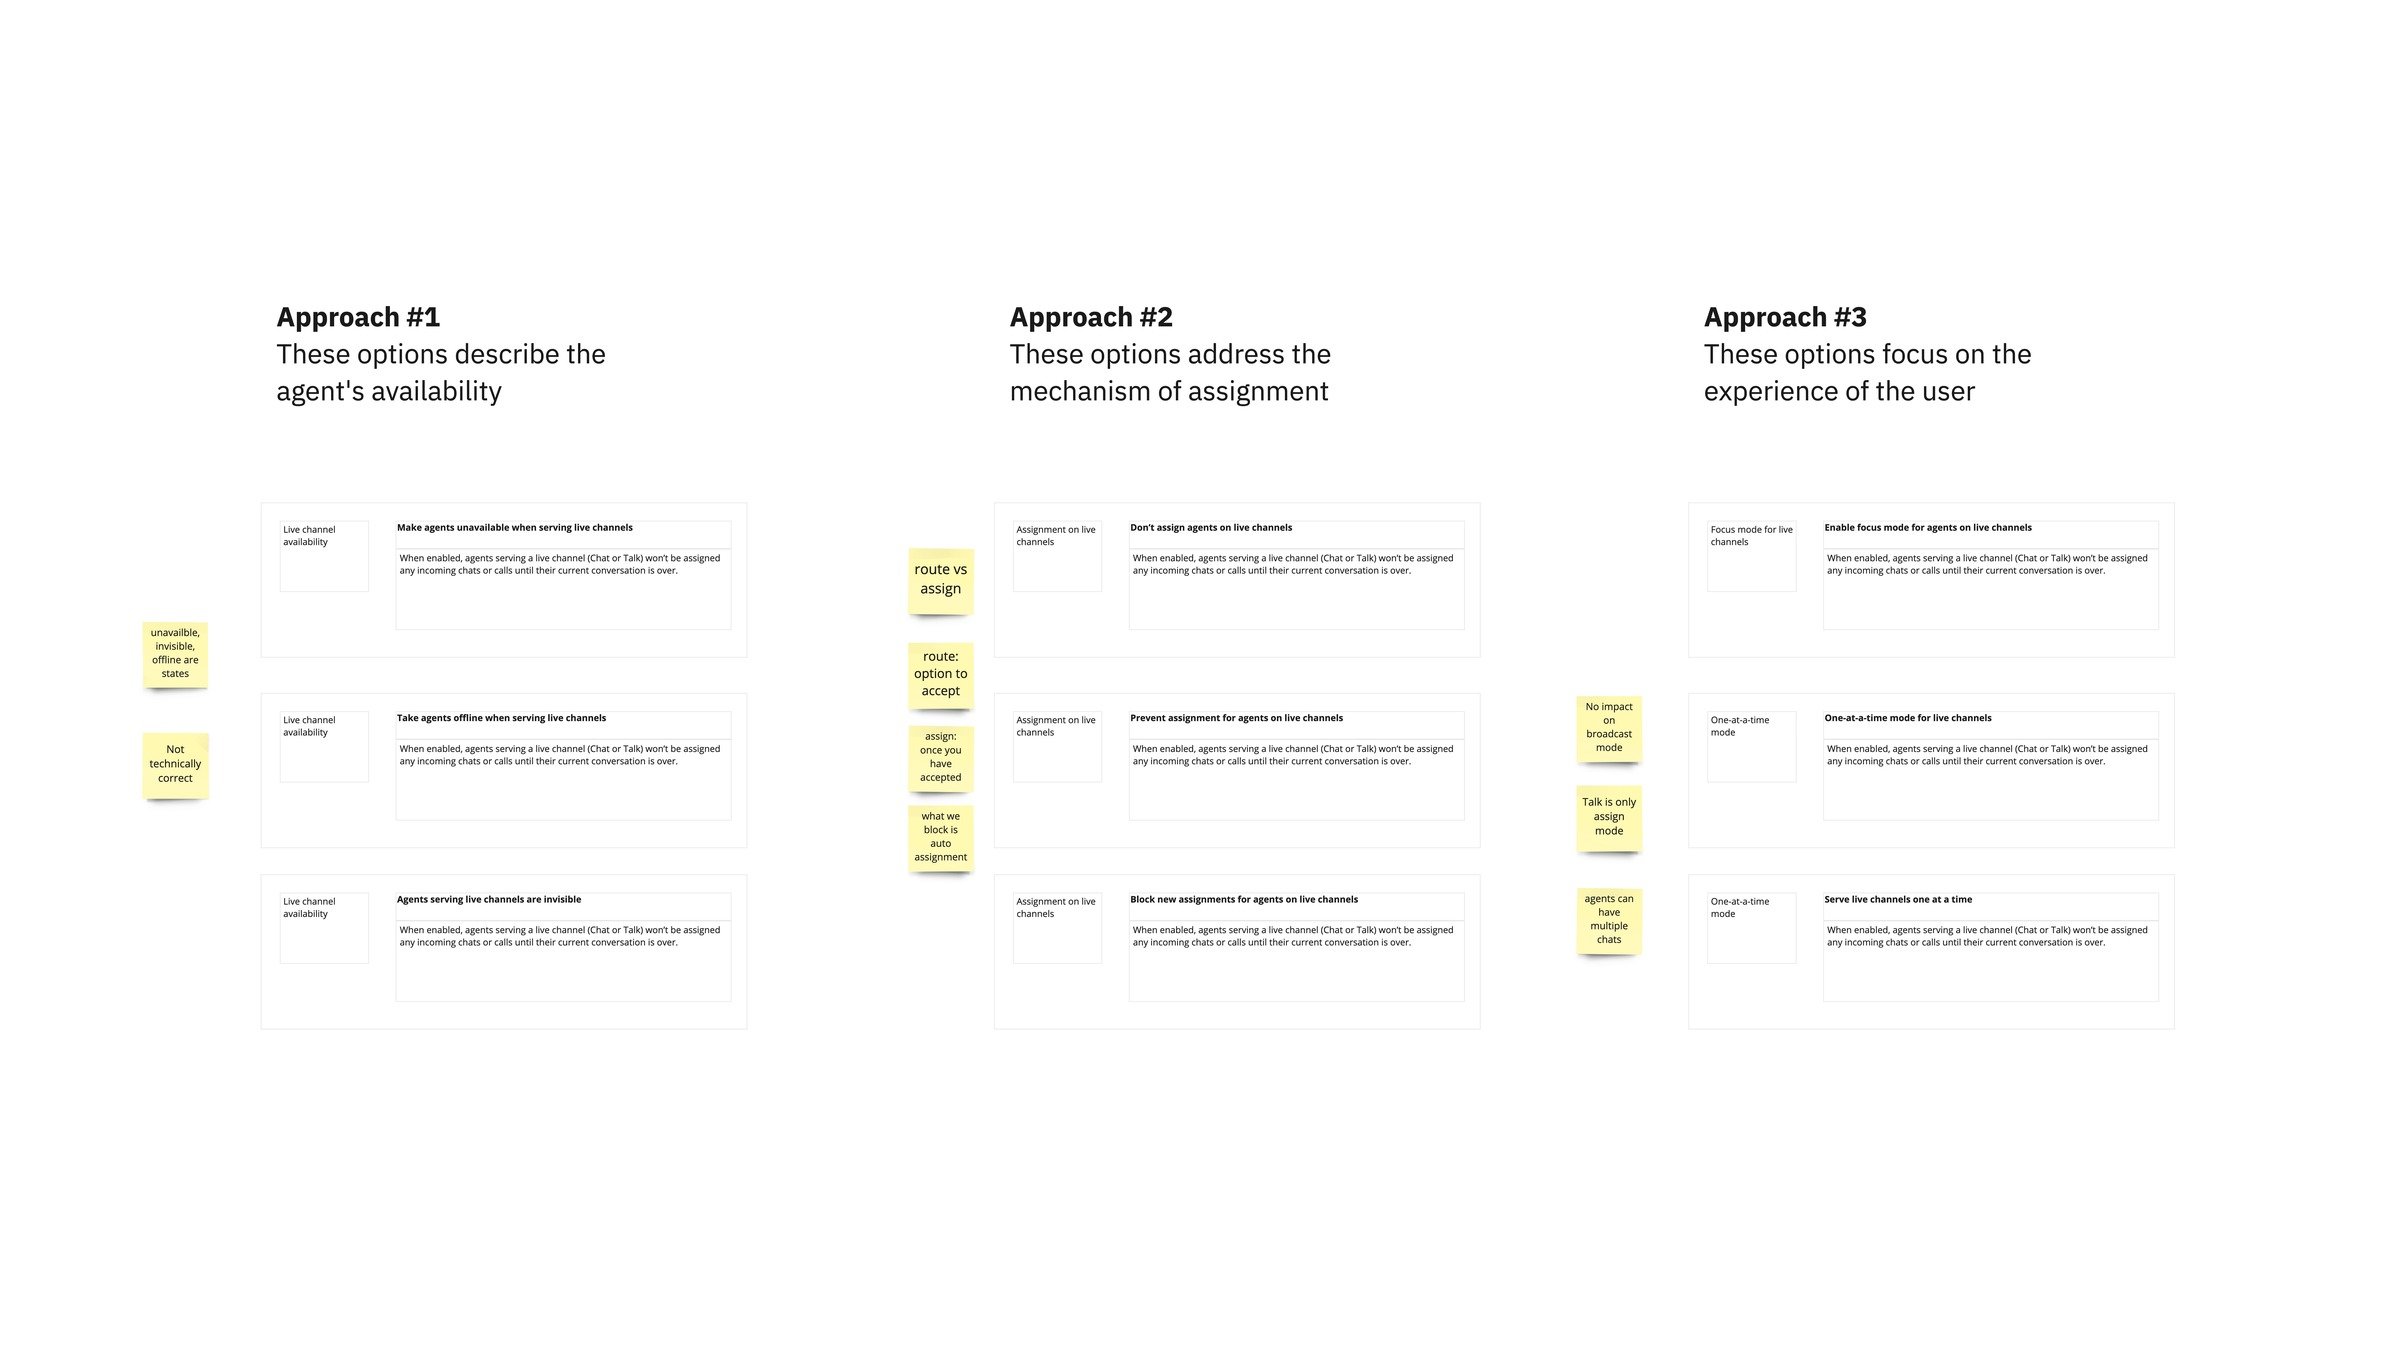 Approach #1
These options describe the
agent's availability
Live channel
availability
Make agents unavailable when serving live channels
When enabled, agents serving a live channel (Chat or Talk) won’t be assigned
any incoming chats or calls until their current conversation is over.
unavailble,
invisible,
offline are
states
Live channel
availability
Take agents offline when serving live channels
When enabled, agents serving a live channel (Chat or Talk) won’t be assigned
any incoming chats or calls until their current conversation is over.
Not
technically
correct
Live channel
availability
Agents serving live channels are invisible
When enabled, agents serving a live channel (Chat or Talk) won’t be assigned
any incoming chats or calls until their current conversation is over.
Approach #2
These options address the
mechanism of assignment
route vs
assign
Assignment on live
channels
Don’t assign agents on live channels
When enabled, agents serving a live channel (Chat or Talk) won’t be assigned
any incoming chats or calls until their current conversation is over.
route:
option to
accept
assign:
once you
have
accepted
Assignment on live
channels
Prevent assignment for agents on live channels
When enabled, agents serving a live channel (Chat or Talk) won’t be assigned
any incoming chats or calls until their current conversation is over.
what we
block is
auto
assignment
Assignment on live
channels
Block new assignments for agents on live channels
When enabled, agents serving a live channel (Chat or Talk) won’t be assigned
any incoming chats or calls until their current conversation is over.
Approach #3
These options focus on the
experience of the user
Focus mode for live
channels
Enable focus mode for agents on live channels
When enabled, agents serving a live channel (Chat or Talk) won’t be assigned
any incoming chats or calls until their current conversation is over.
No impact
on
broadcast
mode
One-at-a-time
mode
One-at-a-time mode for live channels
When enabled, agents serving a live channel (Chat or Talk) won’t be assigned
any incoming chats or calls until their current conversation is over.
Talk is only
assign
mode
agents can
have
multiple
chats
One-at-a-time
mode
Serve live channels one at a time
When enabled, agents serving a live channel (Chat or Talk) won’t be assigned
any incoming chats or calls until their current conversation is over.